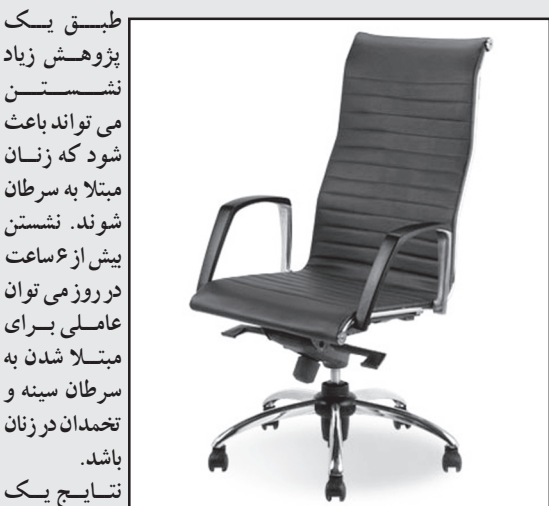 طبق یک
پژوهش زیاد
نشستن
می تواند باعث
شود که زنان
مبتلا به سرطان
شوند. نشستن
بیش از ۶ ساعت
در روز می توان
عاملی برای
مبتلا شدن به
سرطان سینه و
تخمدان در زنان
باشد.
نتایج یک